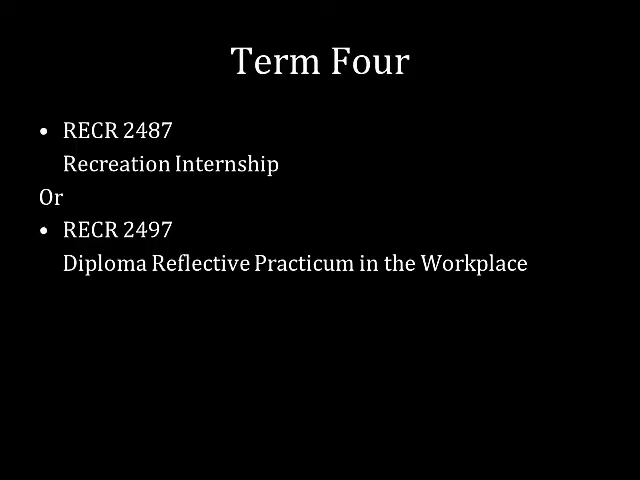 Term Four
• RECR 2487
Recreation Internship
Or
• RECR 2497
Diploma Reflective Practicum in the Workplace